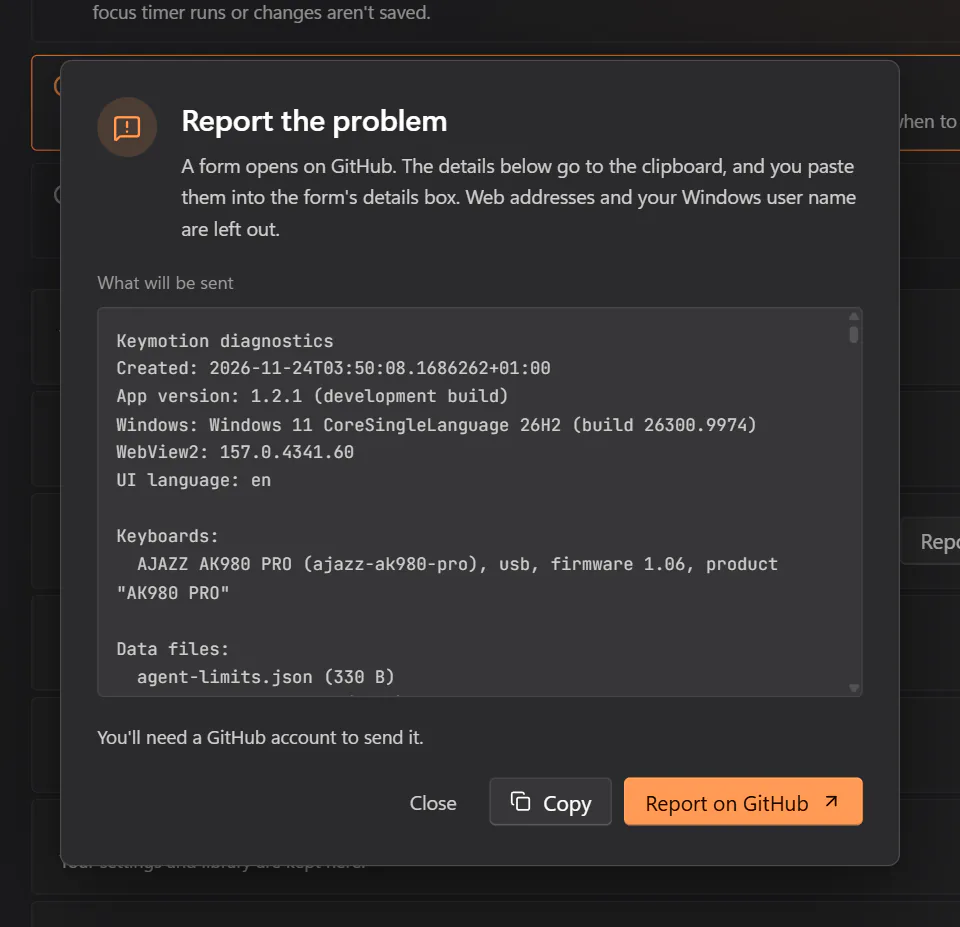 focus timer runs or changes aren't saved.
when to
Report the problem
A form opens on GitHub. The details below go to the clipboard, and you paste
them into the form's details box. Web addresses and your Windows user name
are left out.
What will be sent
Keymotion diagnostics
Created: 2026-11-24T03:50:08.1686262+01:00
App version: 1.2.1 (development build)
Windows: Windows 11 CoreSingleLanguage 26H2 (build 26300.9974)
WebView2: 157.0.4341.60
UI language: en
Keyboards:
AJAZZ AK980 PRO (ajazz-ak980-pro), usb, firmware 1.06, product
"AK980 PRO"
Repo
Data files:
agent-limits.json (330 B)
You'll need a GitHub account to send it.
Close
Copy
Report on GitHub
Your settings and library are kept here.